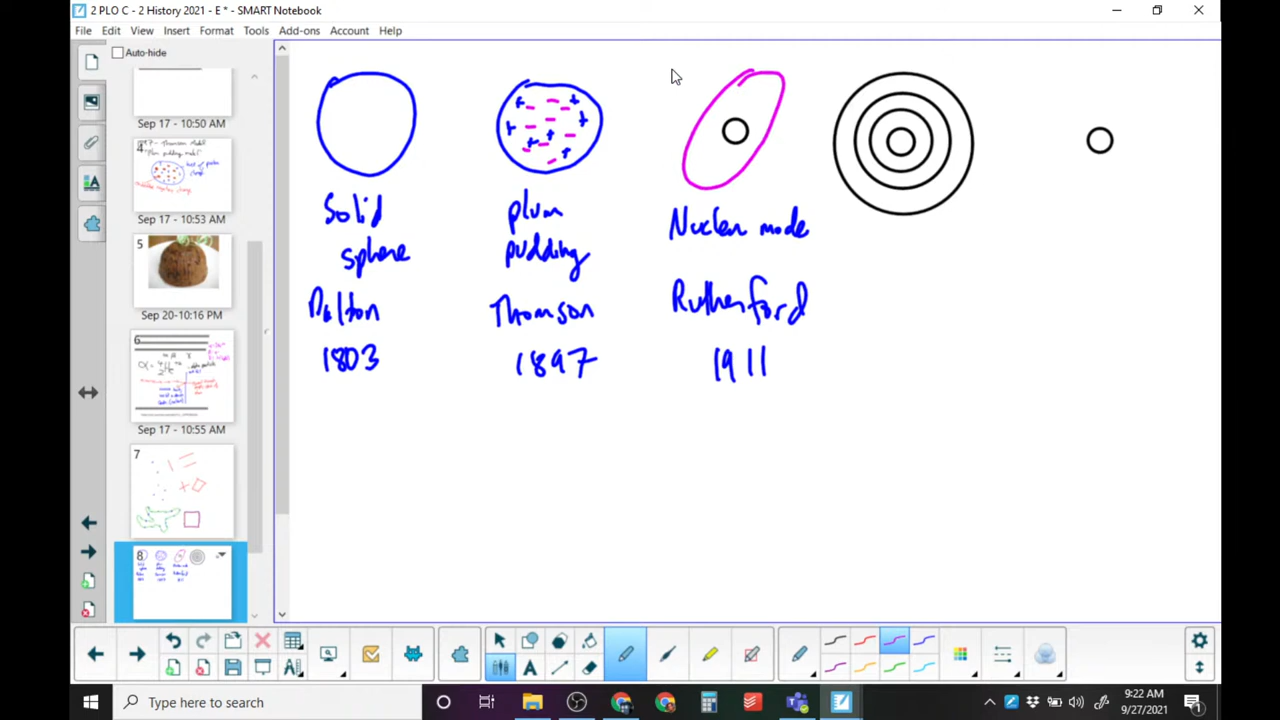 2 PLO C - 2 History 2021 - E * - SMART Notebook
File Edit View Insert Format Tools Add-ons Account Help
Auto-hide
Sep 17 - 10:50 AM
4
Sep 17 - 10:53 AM
5
Sep 20-10:16 PM
6
Sep 17 - 10:55 AM
7
8
Solid
sphere
Dalton
1803
plum
pudding
Thomson
1897
Nuclear mode
Rutherford
1911
Type here to search
9:22 AM
9/27/2021